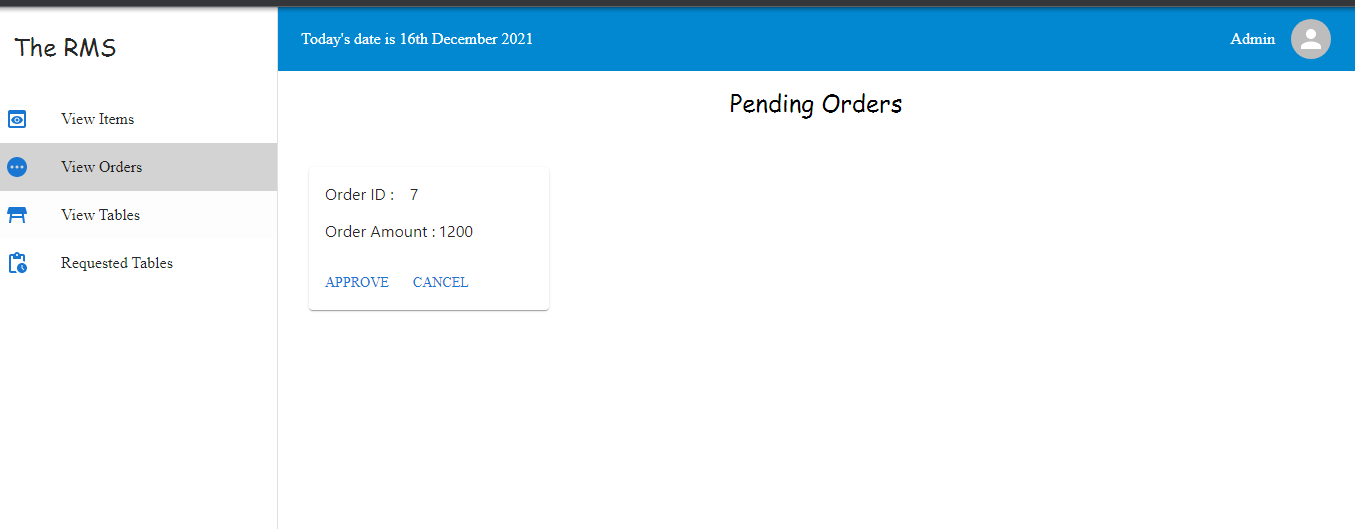 The RMS
Today's date is 16th December 2021
Admin
View Items
View Orders
View Tables
Requested Tables
Pending Orders
Order ID : 7
Order Amount : 1200
APPROVE CANCEL